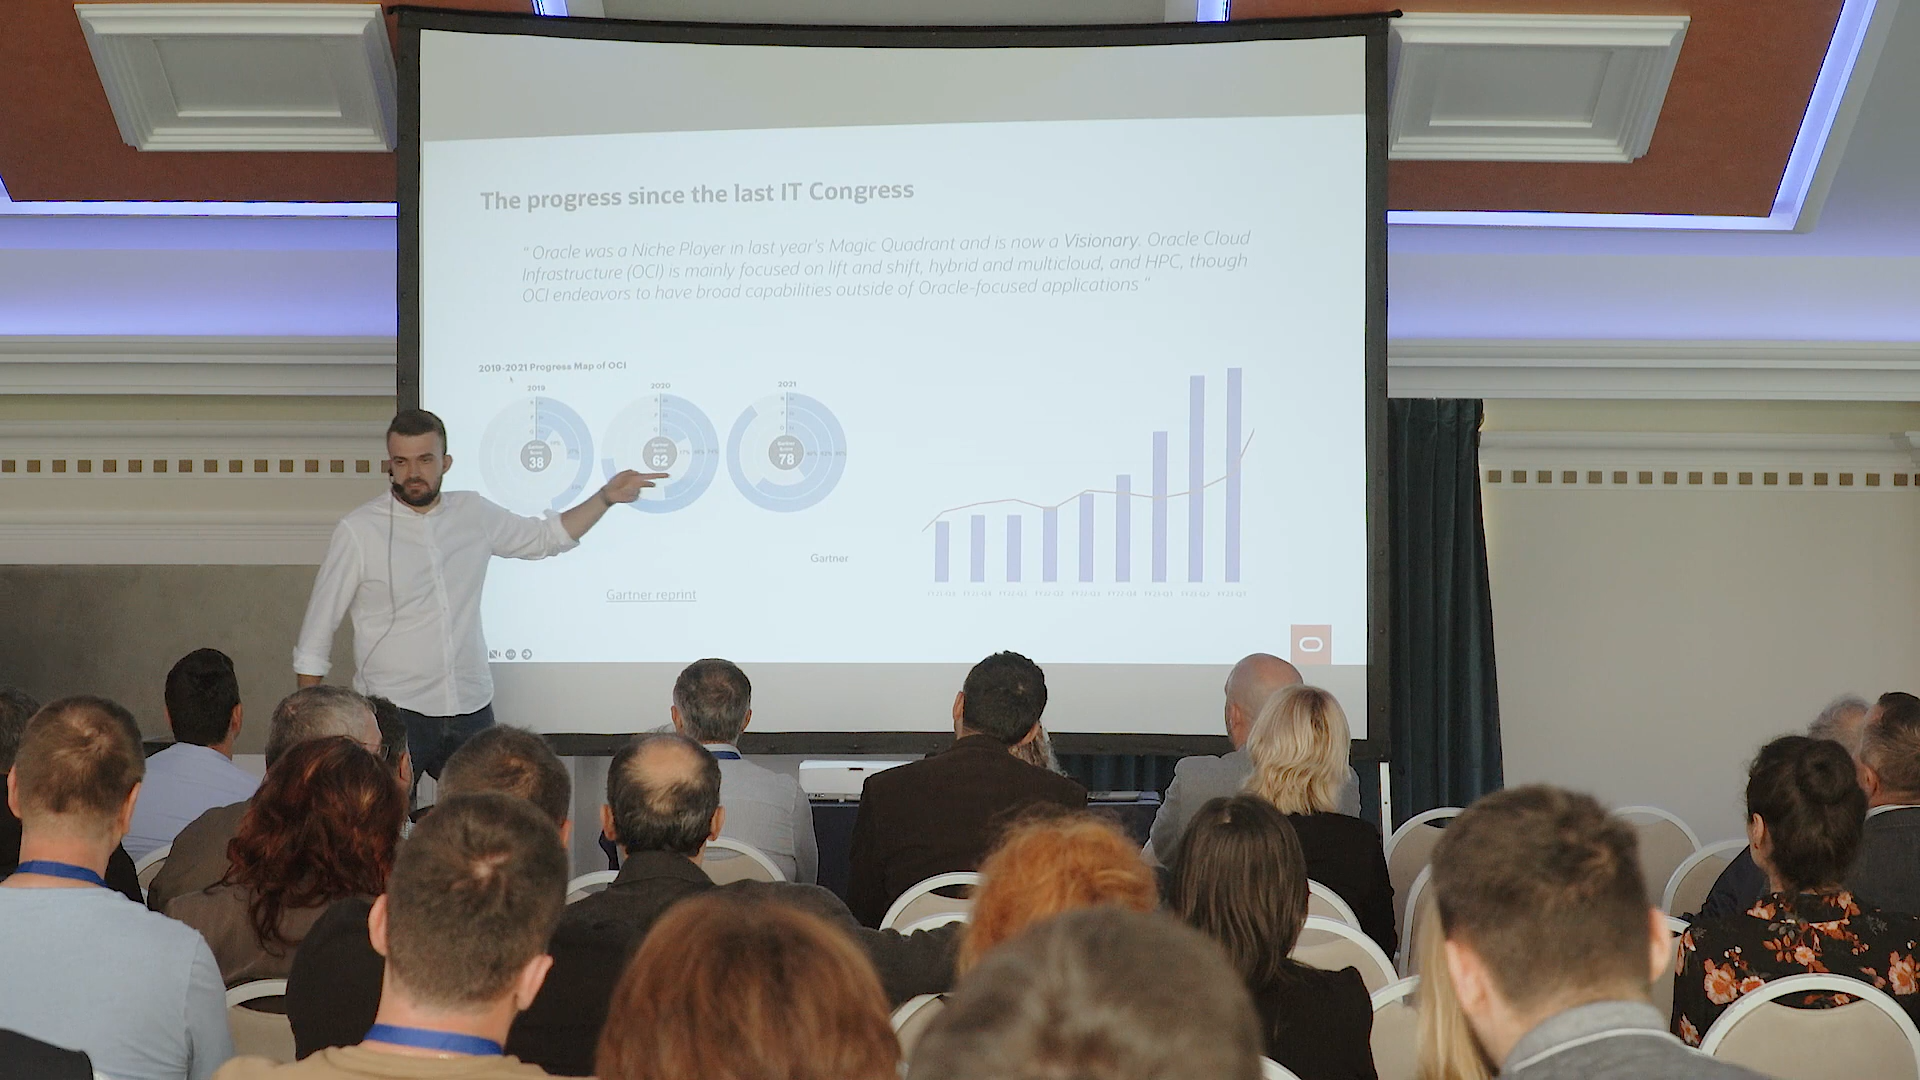 The progress since the last IT Congress
“ Oracle was a Niche Player in last year's Magic Quadrant and is now a Visionary. Oracle Cloud
Infrastructure (OCI) is mainly focused on lift and shift, hybrid and multicloud, and HPC, though
OCI endeavors to have broad capabilities outside of Oracle-focused applications “
2019-2021 Progress Map of OCI
2019 2020 2021
38 62 78
Gartner
Gartner reprint